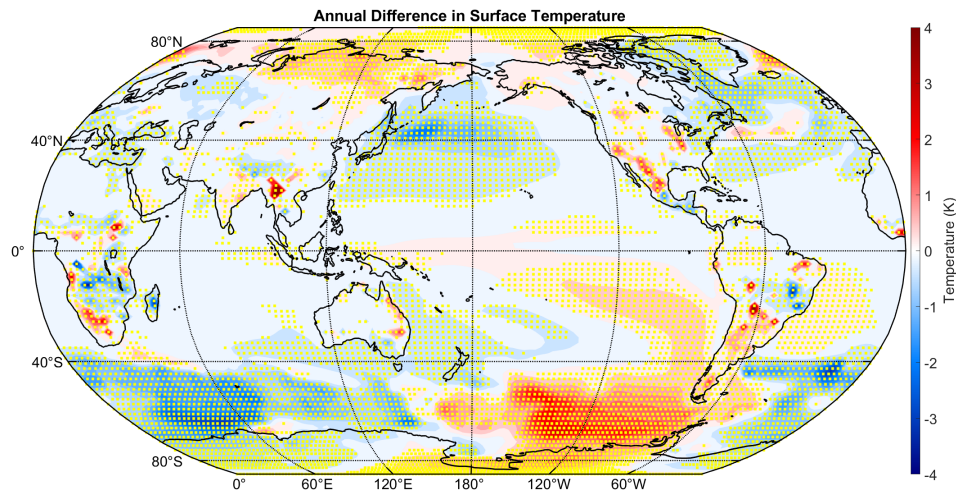 Annual Difference in Surface Temperature
80°N
40°N
0°
40°S
80°S
0°
60°E
120°E
180°
120°W
60°W
4
3
2
1
0
-1
-2
-3
-4
Temperature (K)